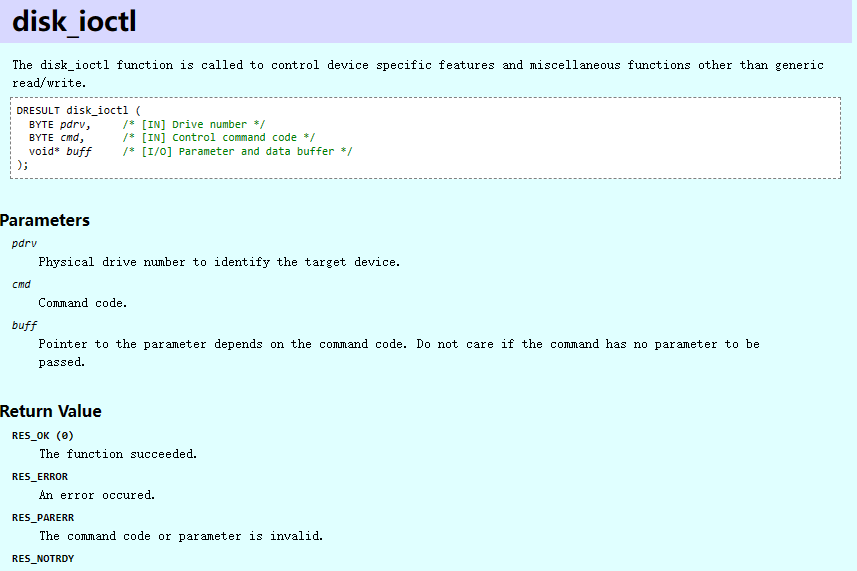 disk_ioctl
The disk_ioctl function is called to control device specific features and miscellaneous functions other than generic
read/write.
DRESULT disk_ioctl (
  BYTE pdrv,     /* [IN] Drive number */
  BYTE cmd,      /* [IN] Control command code */
  void* buff     /* [I/O] Parameter and data buffer */
);
Parameters
pdrv
Physical drive number to identify the target device.
cmd
Command code.
buff
Pointer to the parameter depends on the command code. Do not care if the command has no parameter to be
passed.
Return Value
RES_OK (0)
The function succeeded.
RES_ERROR
An error occured.
RES_PARERR
The command code or parameter is invalid.
RES_NOTRDY